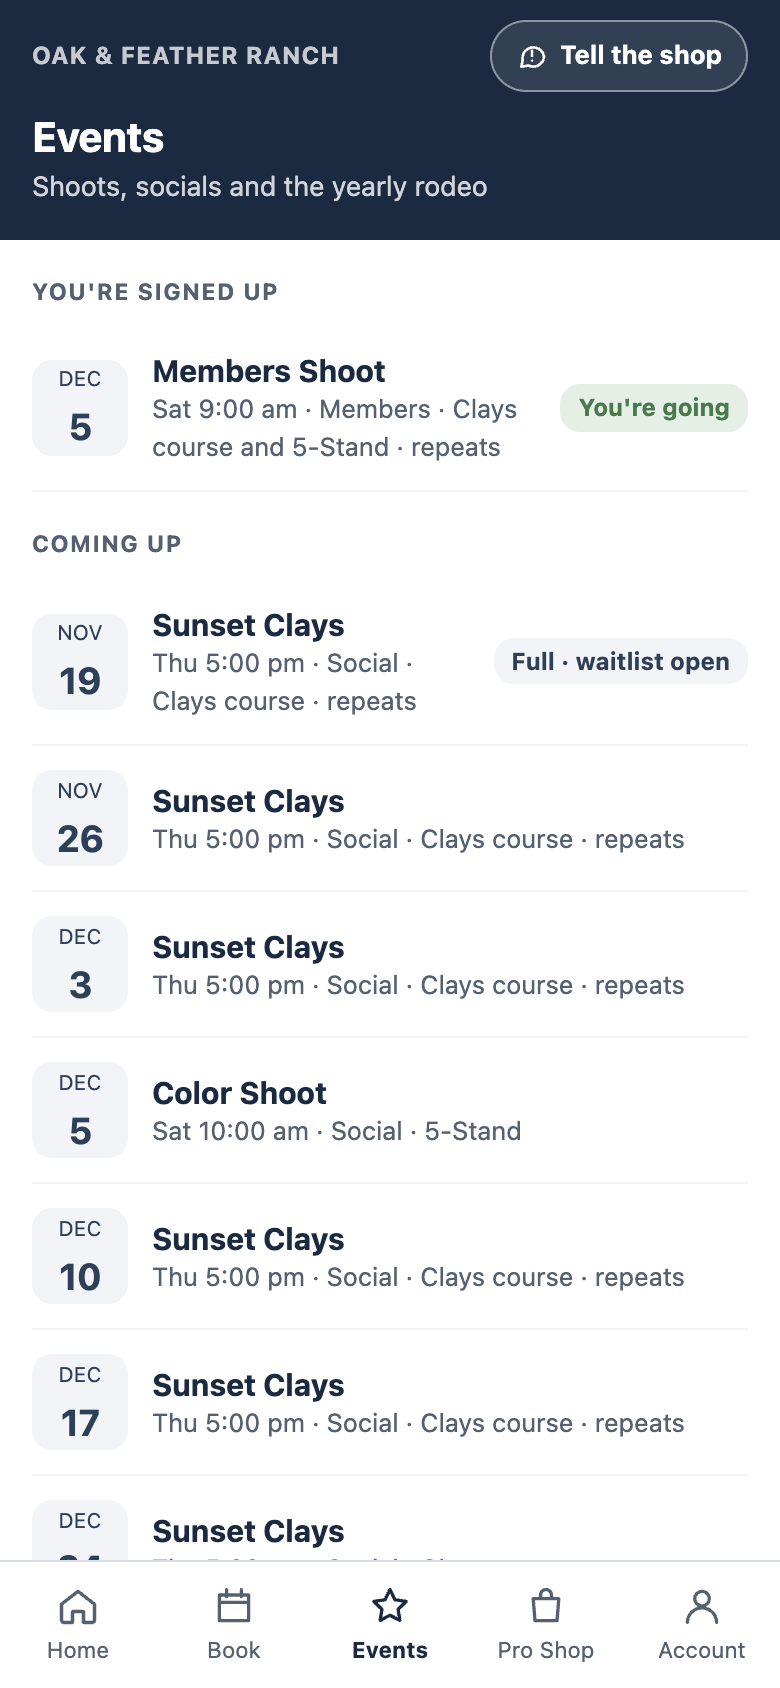 OAK & FEATHER RANCH
Tell the shop
Events
Shoots, socials and the yearly rodeo
YOU'RE SIGNED UP
DEC
5
Members Shoot
Sat 9:00 am · Members · Clays
course and 5-Stand · repeats
You're going
COMING UP
NOV
19
Sunset Clays
Thu 5:00 pm · Social ·
Clays course · repeats
Full · waitlist open
NOV
26
Sunset Clays
Thu 5:00 pm · Social · Clays course · repeats
DEC
3
Sunset Clays
Thu 5:00 pm · Social · Clays course · repeats
DEC
5
Color Shoot
Sat 10:00 am · Social · 5-Stand
DEC
10
Sunset Clays
Thu 5:00 pm · Social · Clays course · repeats
DEC
17
Sunset Clays
Thu 5:00 pm · Social · Clays course · repeats
DEC
Sunset Clays
Home
Book
Events
Pro Shop
Account